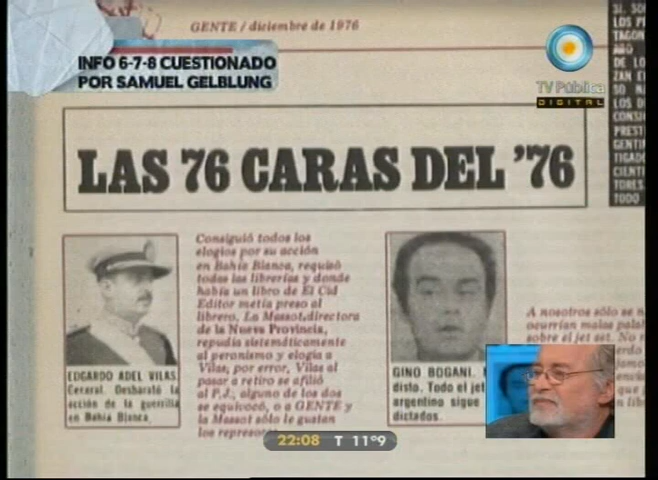 GENTE / diciembre de 1976
INFO 6-7-8 CUESTIONADO
POR SAMUEL GELBLUNG
TV Pública
DIGITAL
LAS 76 CARAS DEL '76
Consiguió todos los
elogios por su acción
en Bahía Blanca, requisó
todas las librerías y donde
había un libro de El Cid
Editor metía preso al
librero. La Massot, directora
de la Nueva Provincia,
repudia sistemáticamente
al peronismo y elogia a
Vilas, por error, Vilas al
pasar a retiro se afilió
al P.J., alguno de los dos
se equivocó, o a GENTE y
la Massot sólo le gustan
los represores.
EDGARDO ADEL VILAS.
General. Desbarató la
acción de la guerrilla
en Bahía Blanca.
GINO BOGANI.
disto. Todo el jet
argentino sigue
dictados.
A nosotros sólo se
ocurrían malas
sobre el jet set. No
22:08 T 11°9